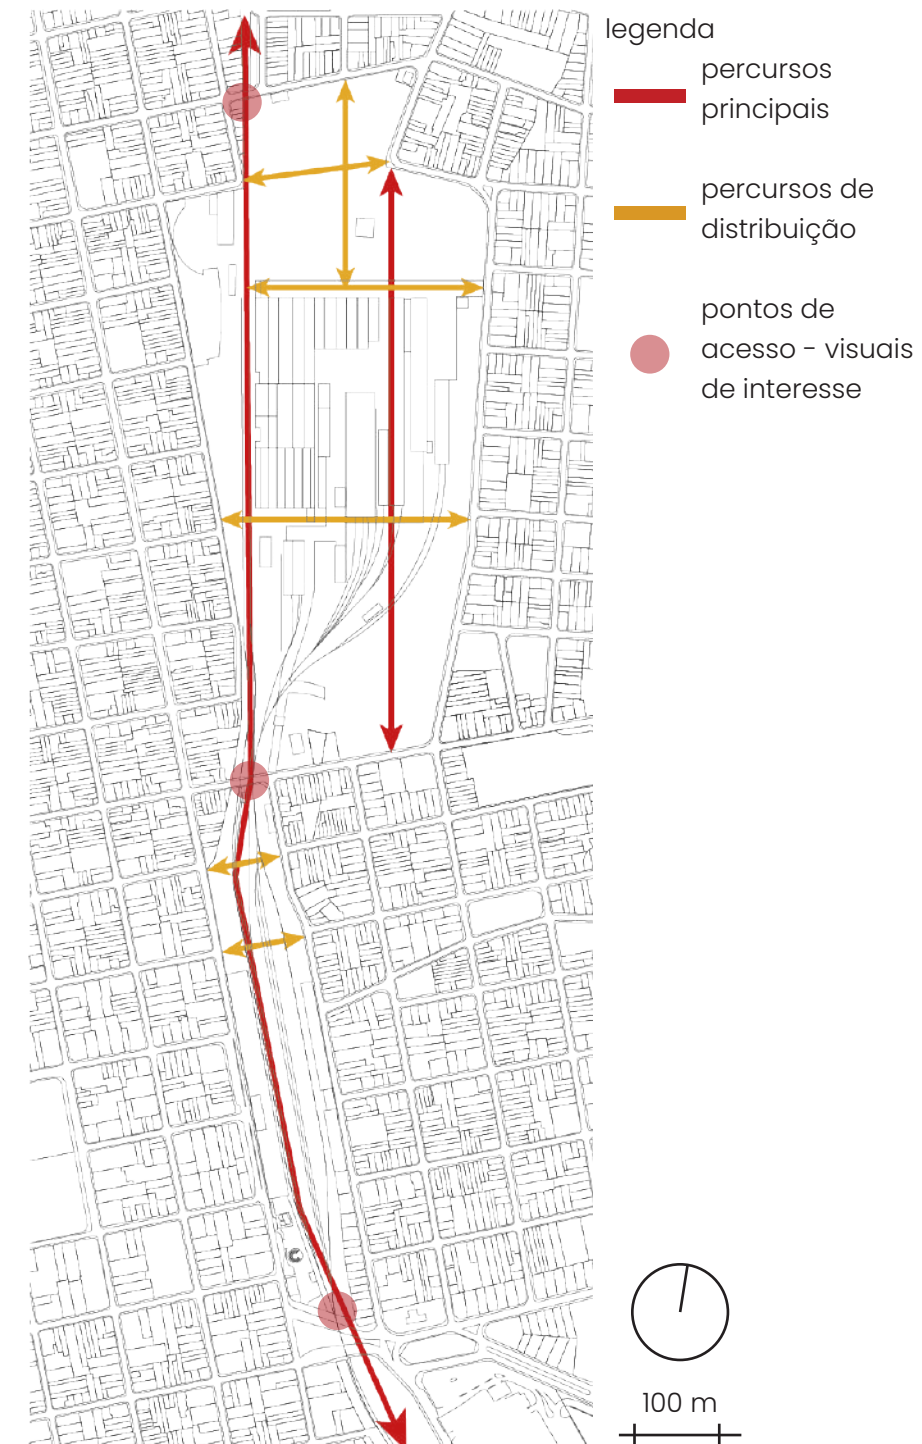 legenda
percursos
principais
percursos de
distribuição
pontos de
acesso - visuais
de interesse
100 m